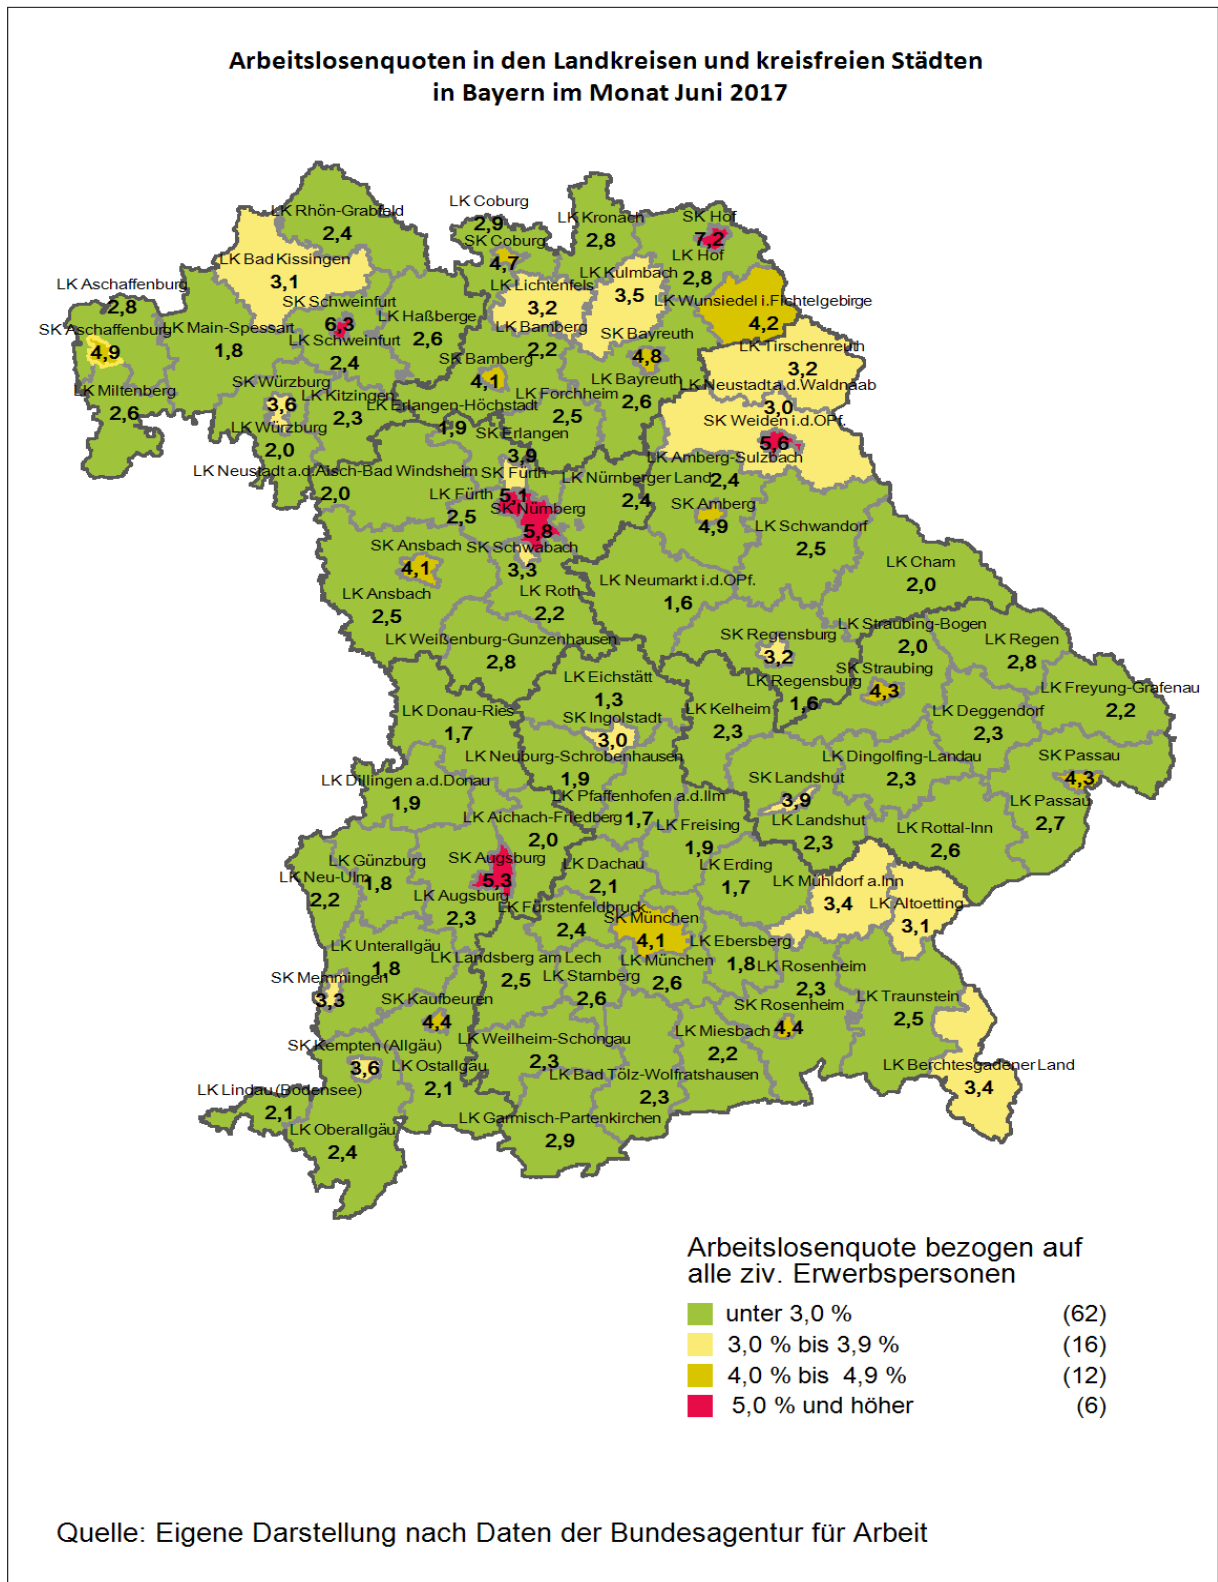 Arbeitslosenquoten in den Landkreisen und kreisfreien Städten
in Bayern im Monat Juni 2017
LK Rhön-Grabfeld
2,4
LK Coburg
2,9
SK Coburg
4,7
LK Kronach
2,8
SK Hof
7,2
LK Hof
2,8
LK Bad Kissingen
3,1
LK Kulmbach
3,5
LK Lichtenfels
3,2
LK Wunsiedel i.Fichtelgebirge
4,2
LK Aschaffenburg
2,8
SK Aschaffenburg
4,9
LK Main-Spessart
1,8
SK Schweinfurt
6,3
LK Schweinfurt
2,4
LK Haßberge
2,6
LK Bamberg
2,2
SK Bamberg
4,1
SK Bayreuth
4,8
LK Bayreuth
2,6
LK Tirschenreuth
3,2
LK Neustadt a.d.Waldnaab
3,0
SK Weiden i.d.OPf.
5,6
LK Miltenberg
2,6
SK Würzburg
3,6
LK Würzburg
2,0
LK Kitzingen
2,3
LK Erlangen-Höchstadt
1,9
LK Forchheim
2,5
SK Erlangen
3,9
LK Neustadt a.d.Aisch-Bad Windsheim
2,0
SK Fürth
5,1
LK Fürth
2,5
SK Nürnberg
5,8
LK Nürnberger Land
2,4
LK Amberg-Sulzbach
2,4
SK Amberg
4,9
LK Schwandorf
2,5
SK Ansbach
4,1
LK Ansbach
2,5
SK Schwabach
3,3
LK Roth
2,2
LK Neumarkt i.d.OPf.
1,6
LK Cham
2,0
LK Weißenburg-Gunzenhausen
2,8
SK Regensburg
3,2
LK Regensburg
1,6
LK Straubing-Bogen
2,0
SK Straubing
4,3
LK Regen
2,8
LK Freyung-Grafenau
2,2
LK Eichstätt
1,3
SK Ingolstadt
3,0
LK Kelheim
2,3
LK Deggendorf
2,3
LK Donau-Ries
1,7
LK Neuburg-Schrobenhausen
1,9
LK Dingolfing-Landau
2,3
SK Passau
4,3
LK Passau
2,7
LK Dillingen a.d.Donau
1,9
LK Pfaffenhofen a.d.Ilm
1,7
SK Landshut
3,9
LK Landshut
2,3
LK Rottal-Inn
2,6
LK Aichach-Friedberg
2,0
LK Freising
1,9
LK Günzburg
1,8
LK Neu-Ulm
2,2
SK Augsburg
5,3
LK Augsburg
2,3
LK Dachau
2,1
LK Erding
1,7
LK Mühldorf a.Inn
3,4
LK Altoetting
3,1
LK Fürstenfeldbruck
2,4
SK München
4,1
LK München
2,6
LK Ebersberg
1,8
LK Unterallgäu
1,8
LK Landsberg am Lech
2,5
LK Starnberg
2,6
LK Rosenheim
2,3
SK Rosenheim
4,4
LK Traunstein
2,5
SK Memmingen
3,3
SK Kaufbeuren
4,4
SK Kempten (Allgäu)
3,6
LK Ostallgäu
2,1
LK Weilheim-Schongau
2,3
LK Miesbach
2,2
LK Bad Tölz-Wolfratshausen
2,3
LK Berchtesgadener Land
3,4
LK Lindau (Bodensee)
2,1
LK Oberallgäu
2,4
LK Garmisch-Partenkirchen
2,9
Arbeitslosenquote bezogen auf
alle ziv. Erwerbspersonen
unter 3,0 % (62)
3,0 % bis 3,9 % (16)
4,0 % bis 4,9 % (12)
5,0 % und höher (6)
Quelle: Eigene Darstellung nach Daten der Bundesagentur für Arbeit